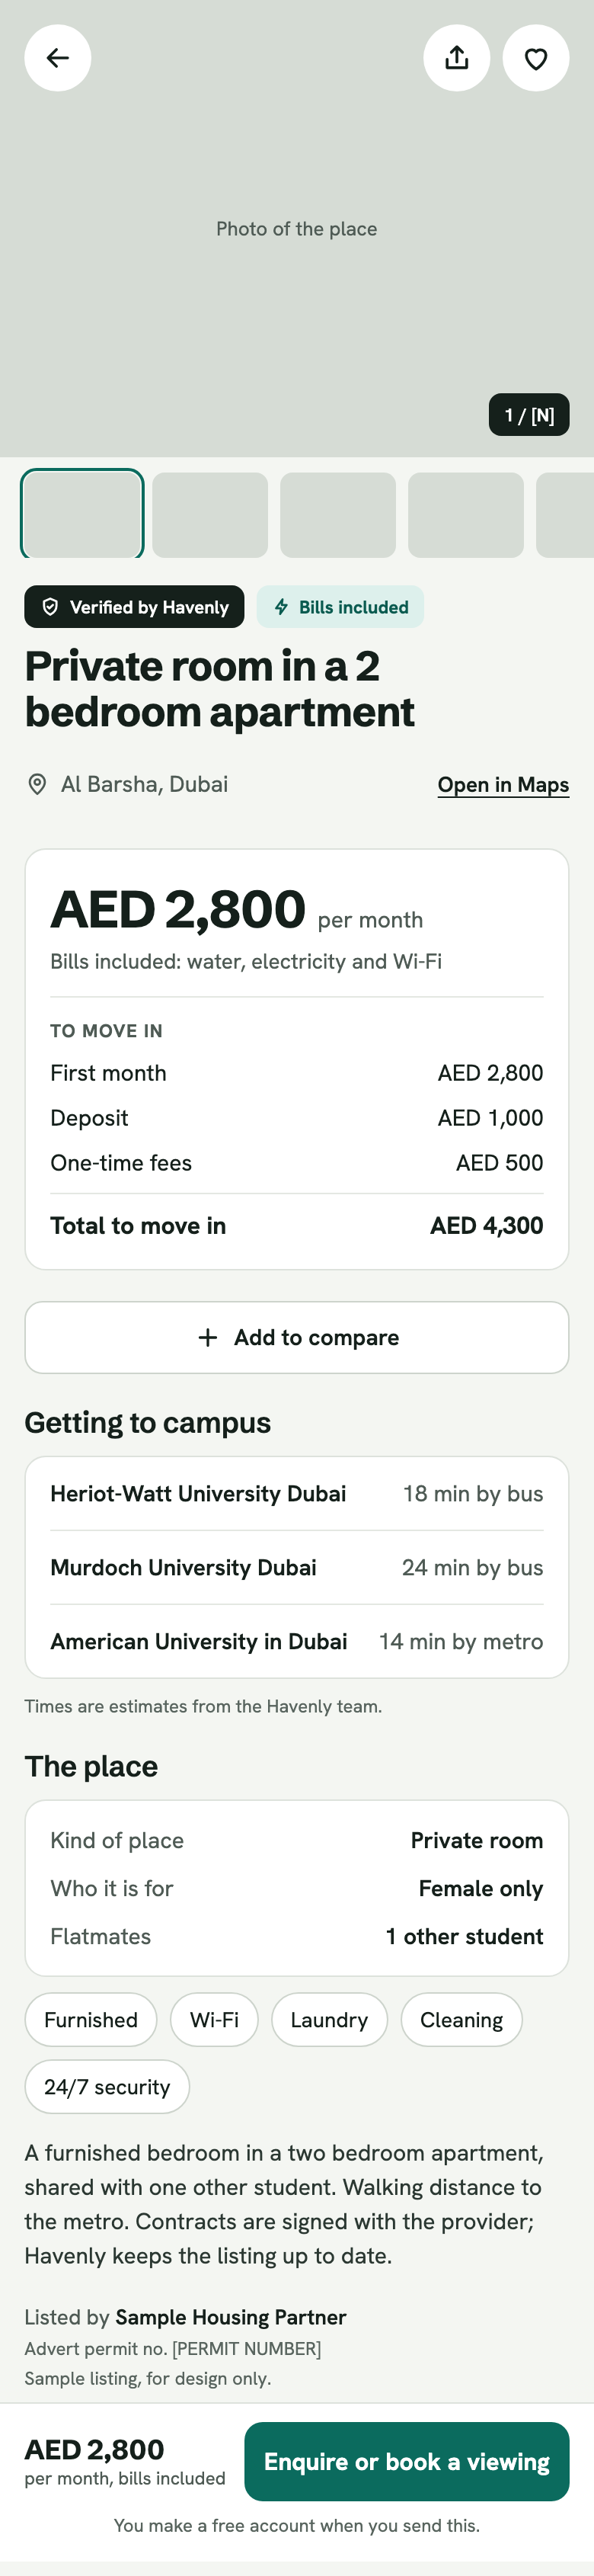 Photo of the place
1 / [N]
Verified by Havenly
Bills included
Private room in a 2
bedroom apartment
Al Barsha, Dubai
Open in Maps
AED 2,800 per month
Bills included: water, electricity and Wi-Fi
TO MOVE IN
First month AED 2,800
Deposit AED 1,000
One-time fees AED 500
Total to move in AED 4,300
Add to compare
Getting to campus
Heriot-Watt University Dubai 18 min by bus
Murdoch University Dubai 24 min by bus
American University in Dubai 14 min by metro
Times are estimates from the Havenly team.
The place
Kind of place Private room
Who it is for Female only
Flatmates 1 other student
Furnished Wi-Fi Laundry Cleaning
24/7 security
A furnished bedroom in a two bedroom apartment,
shared with one other student. Walking distance to
the metro. Contracts are signed with the provider;
Havenly keeps the listing up to date.
Listed by Sample Housing Partner
Advert permit no. [PERMIT NUMBER]
Sample listing, for design only.
AED 2,800
per month, bills included
Enquire or book a viewing
You make a free account when you send this.